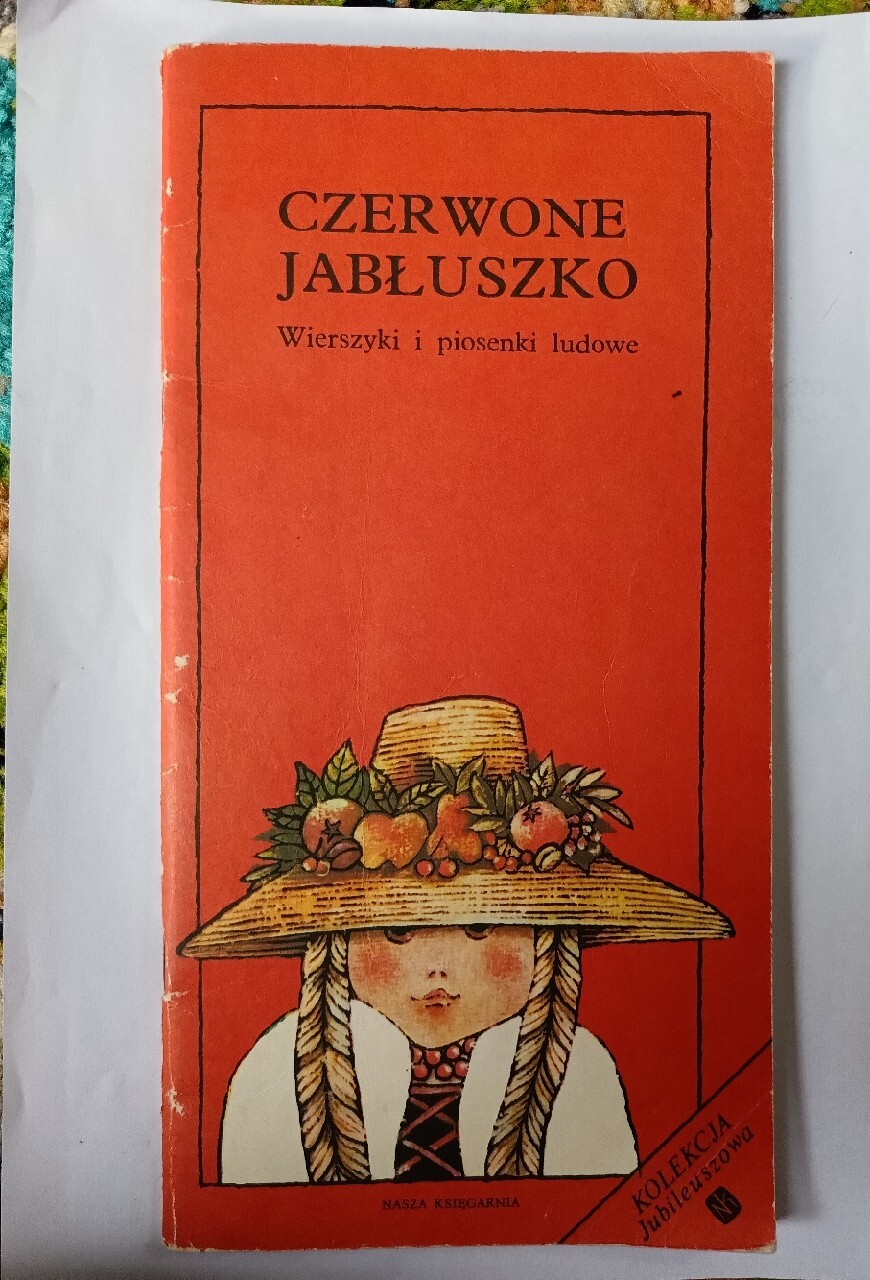 CZERWONE
JABŁUSZKO
Wierszyki i piosenki ludowe
NASZA KSIĘGARNIA
KOLEKCJA
Jubileuszowa